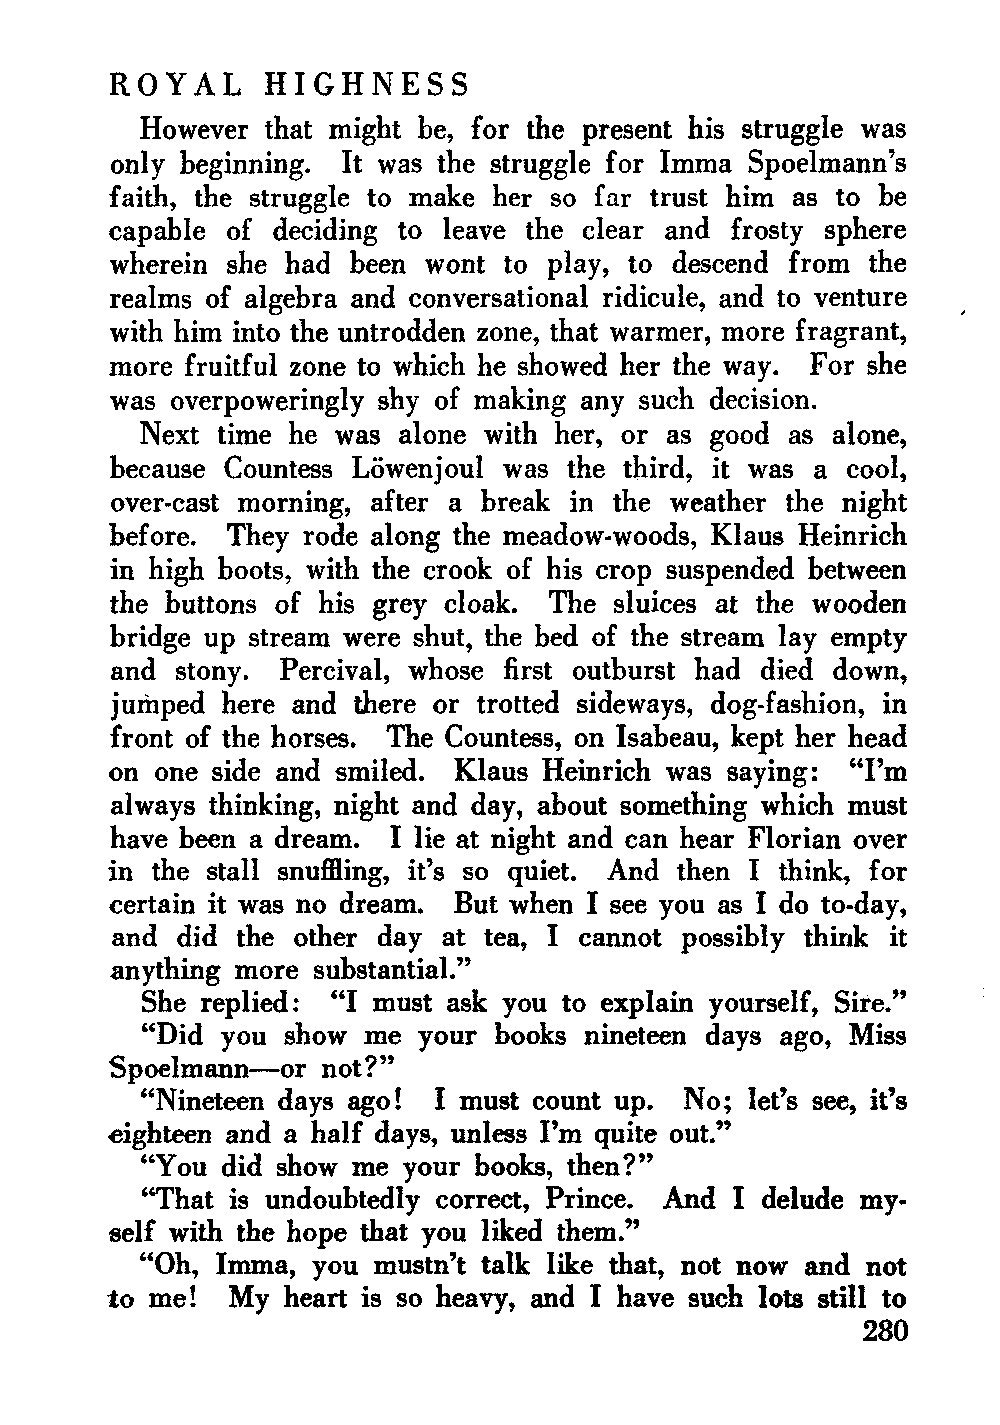 ROYAL HIGHNESS
However that might be, for the present his struggle was
only beginning. It was the struggle for Imma Spoelmann's
faith, the struggle to make her so far trust him as to be
capable of deciding to leave the clear and frosty sphere
wherein she had been wont to play, to descend from the
realms of algebra and conversational ridicule, and to venture
with him into the untrodden zone, that warmer, more fragrant,
more fruitful zone to which he showed her the way. For she
was overpoweringly shy of making any such decision.
Next time he was alone with her, or as good as alone,
because Countess Löwenjoul was the third, it was a cool,
over-cast morning, after a break in the weather the night
before. They rode along the meadow-woods, Klaus Heinrich
in high boots, with the crook of his crop suspended between
the buttons of his grey cloak. The sluices at the wooden
bridge up stream were shut, the bed of the stream lay empty
and stony. Percival, whose first outburst had died down,
jumped here and there or trotted sideways, dog-fashion, in
front of the horses. The Countess, on Isabeau, kept her head
on one side and smiled. Klaus Heinrich was saying: “I'm
always thinking, night and day, about something which must
have been a dream. I lie at night and can hear Florian over
in the stall snuffling, it's so quiet. And then I think, for
certain it was no dream. But when I see you as I do to-day,
and did the other day at tea, I cannot possibly think it
anything more substantial.”
She replied: “I must ask you to explain yourself, Sire.”
“Did you show me your books nineteen days ago, Miss
Spoelmann—or not?”
“Nineteen days ago! I must count up. No; let's see, it's
eighteen and a half days, unless I'm quite out.”
“You did show me your books, then?”
“That is undoubtedly correct, Prince. And I delude my-
self with the hope that you liked them.”
“Oh, Imma, you mustn't talk like that, not now and not
to me! My heart is so heavy, and I have such lots still to
280